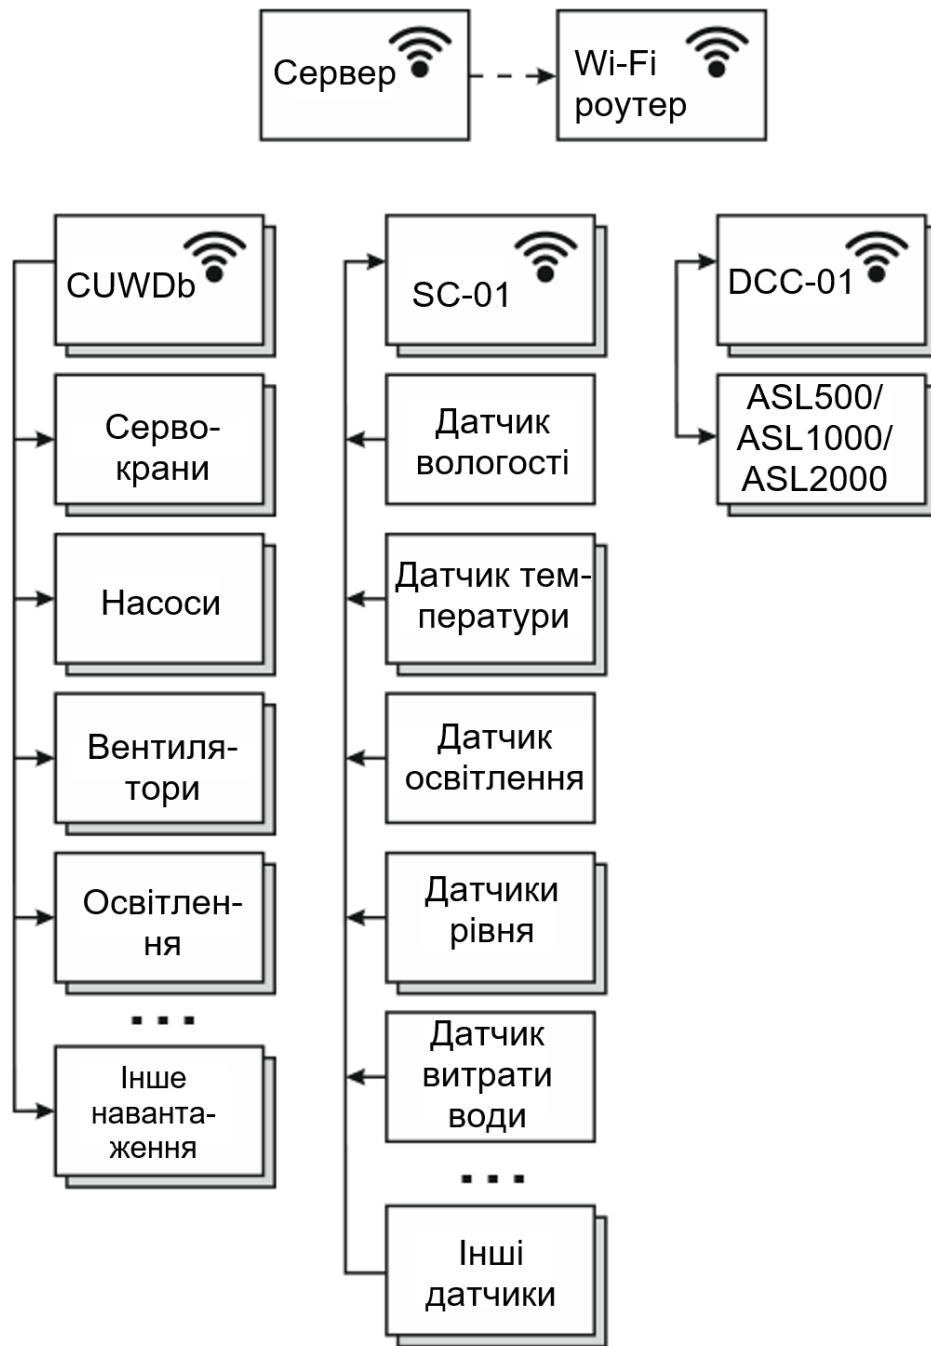 Сервер
Wi-Fi
роутер
CUWDb
Серво-
крани
Насоси
Вентиля-
тори
Освітлен-
ня
...
Інше
наванта-
ження
SC-01
Датчик
вологості
Датчик тем-
ператури
Датчик
освітлення
Датчики
рівня
Датчик
витрати
води
...
Інші
датчики
DCC-01
ASL500/
ASL1000/
ASL2000